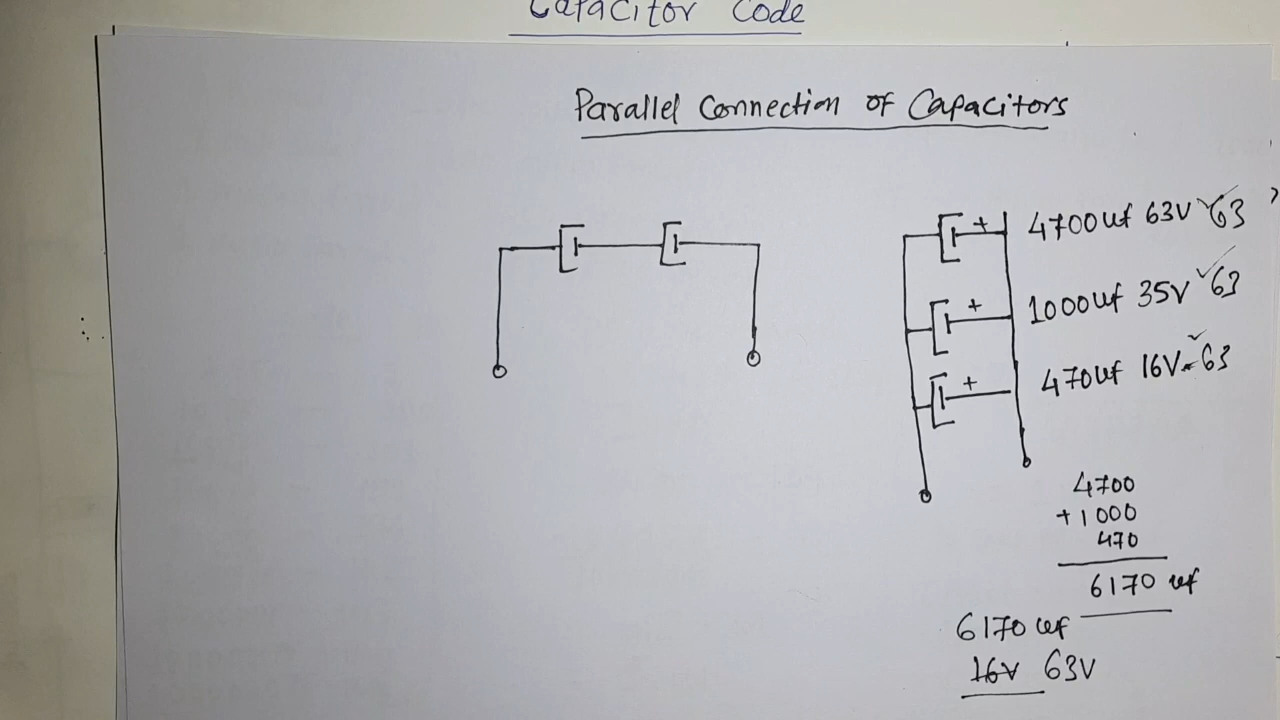 Capacitor Code
Parallel Connection of Capacitors
+ 4700uf 63V 63
+ 1000uf 35V 63
+ 470uf 16V 63
4700
+1000
470
6170 uf
6170 uf
16V 63V